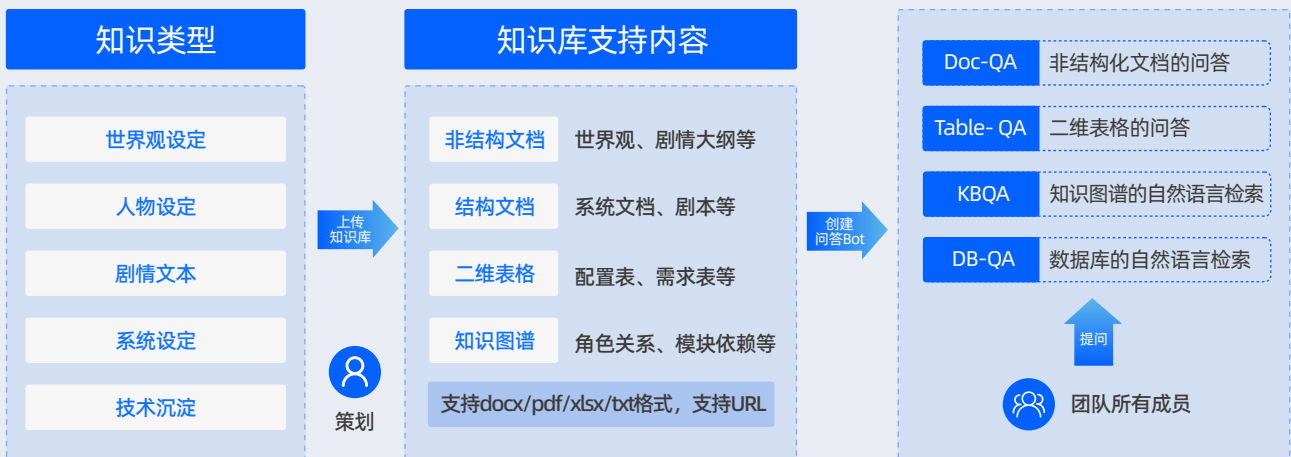 知识类型
世界观设定
人物设定
剧情文本
系统设定
技术沉淀
上传
知识库
策划
知识库支持内容
非结构文档 世界观、剧情大纲等
结构文档 系统文档、剧本等
二维表格 配置表、需求表等
知识图谱 角色关系、模块依赖等
支持docx/pdf/xlsx/txt格式，支持URL
创建
问答Bot
Doc-QA 非结构化文档的问答
Table- QA 二维表格的问答
KBQA 知识图谱的自然语言检索
DB-QA 数据库的自然语言检索
提问
团队所有成员